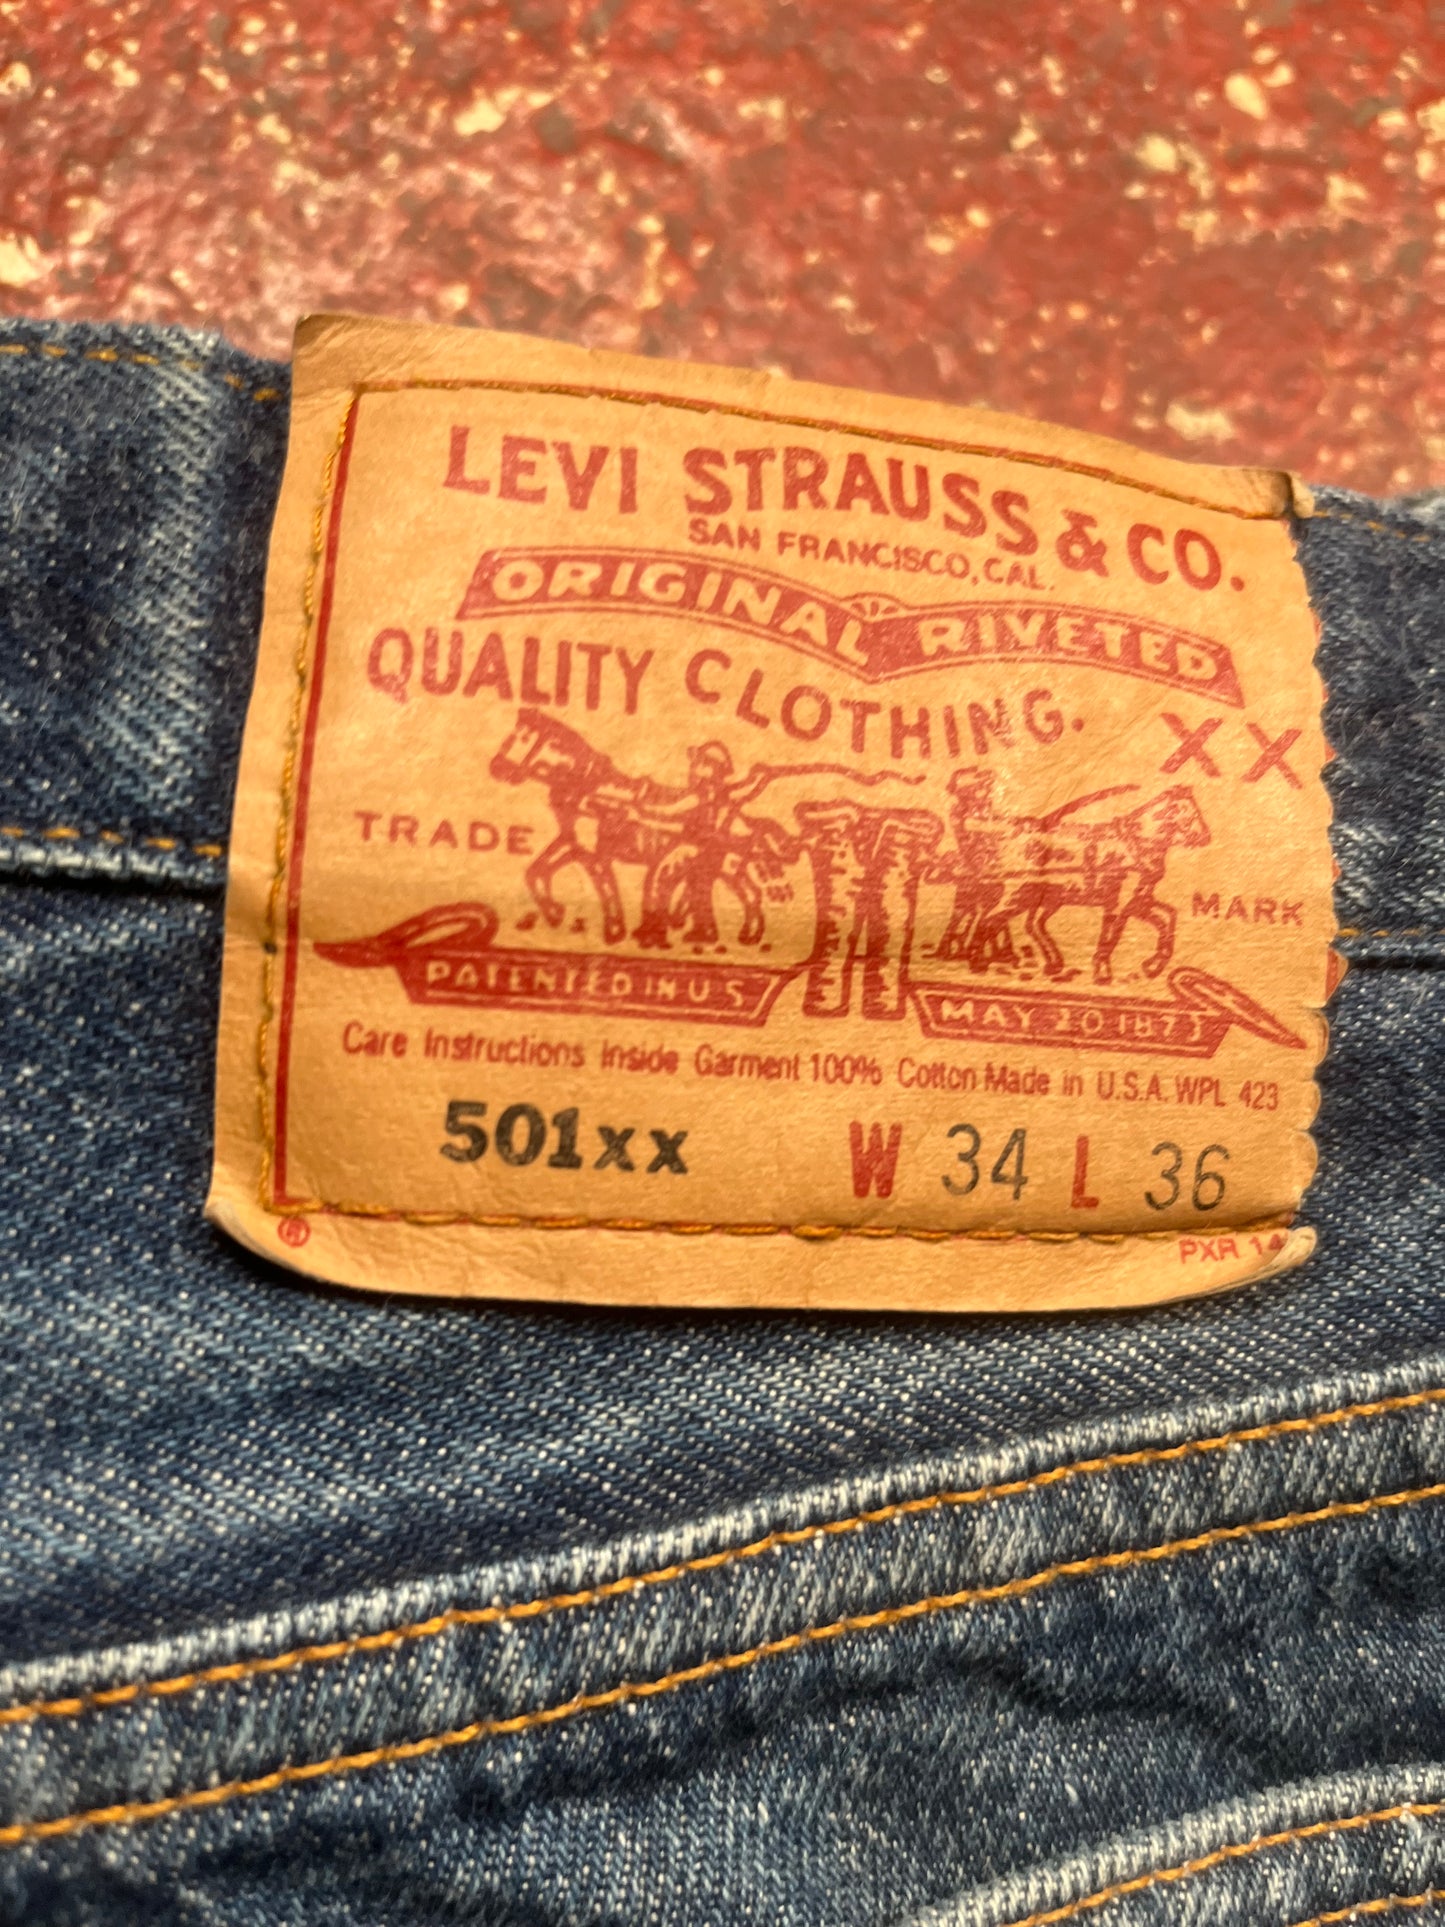 LEVI STRAUSS & CO.
SAN FRANCISCO, CAL.
ORIGINAL RIVETED
QUALITY CLOTHING.
XX
TRADE MARK
PATENTED IN U S MAY 20 1873
Care Instructions Inside Garment 100% Cotton Made in U.S.A. WPL 423
501xx W 34 L 36
® PXR 14